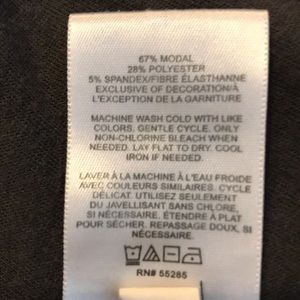 67% MODAL
28% POLYESTER
5% SPANDEX/FIBRE ÉLASTHANNE
EXCLUSIVE OF DECORATION/À
L'EXCEPTION DE LA GARNITURE
MACHINE WASH COLD WITH LIKE
COLORS. GENTLE CYCLE. ONLY
NON-CHLORINE BLEACH WHEN
NEEDED. LAY FLAT TO DRY. COOL
IRON IF NEEDED.
LAVER À LA MACHINE À L'EAU FROIDE
AVEC COULEURS SIMILAIRES. CYCLE
DÉLICAT. UTILISEZ SEULEMENT
DU JAVELLISANT SANS CHLORE,
SI NÉCESSAIRE. ÉTENDRE À PLAT
POUR SÉCHER. REPASSAGE DOUX, SI
NÉCESSAIRE.
RN# 55285